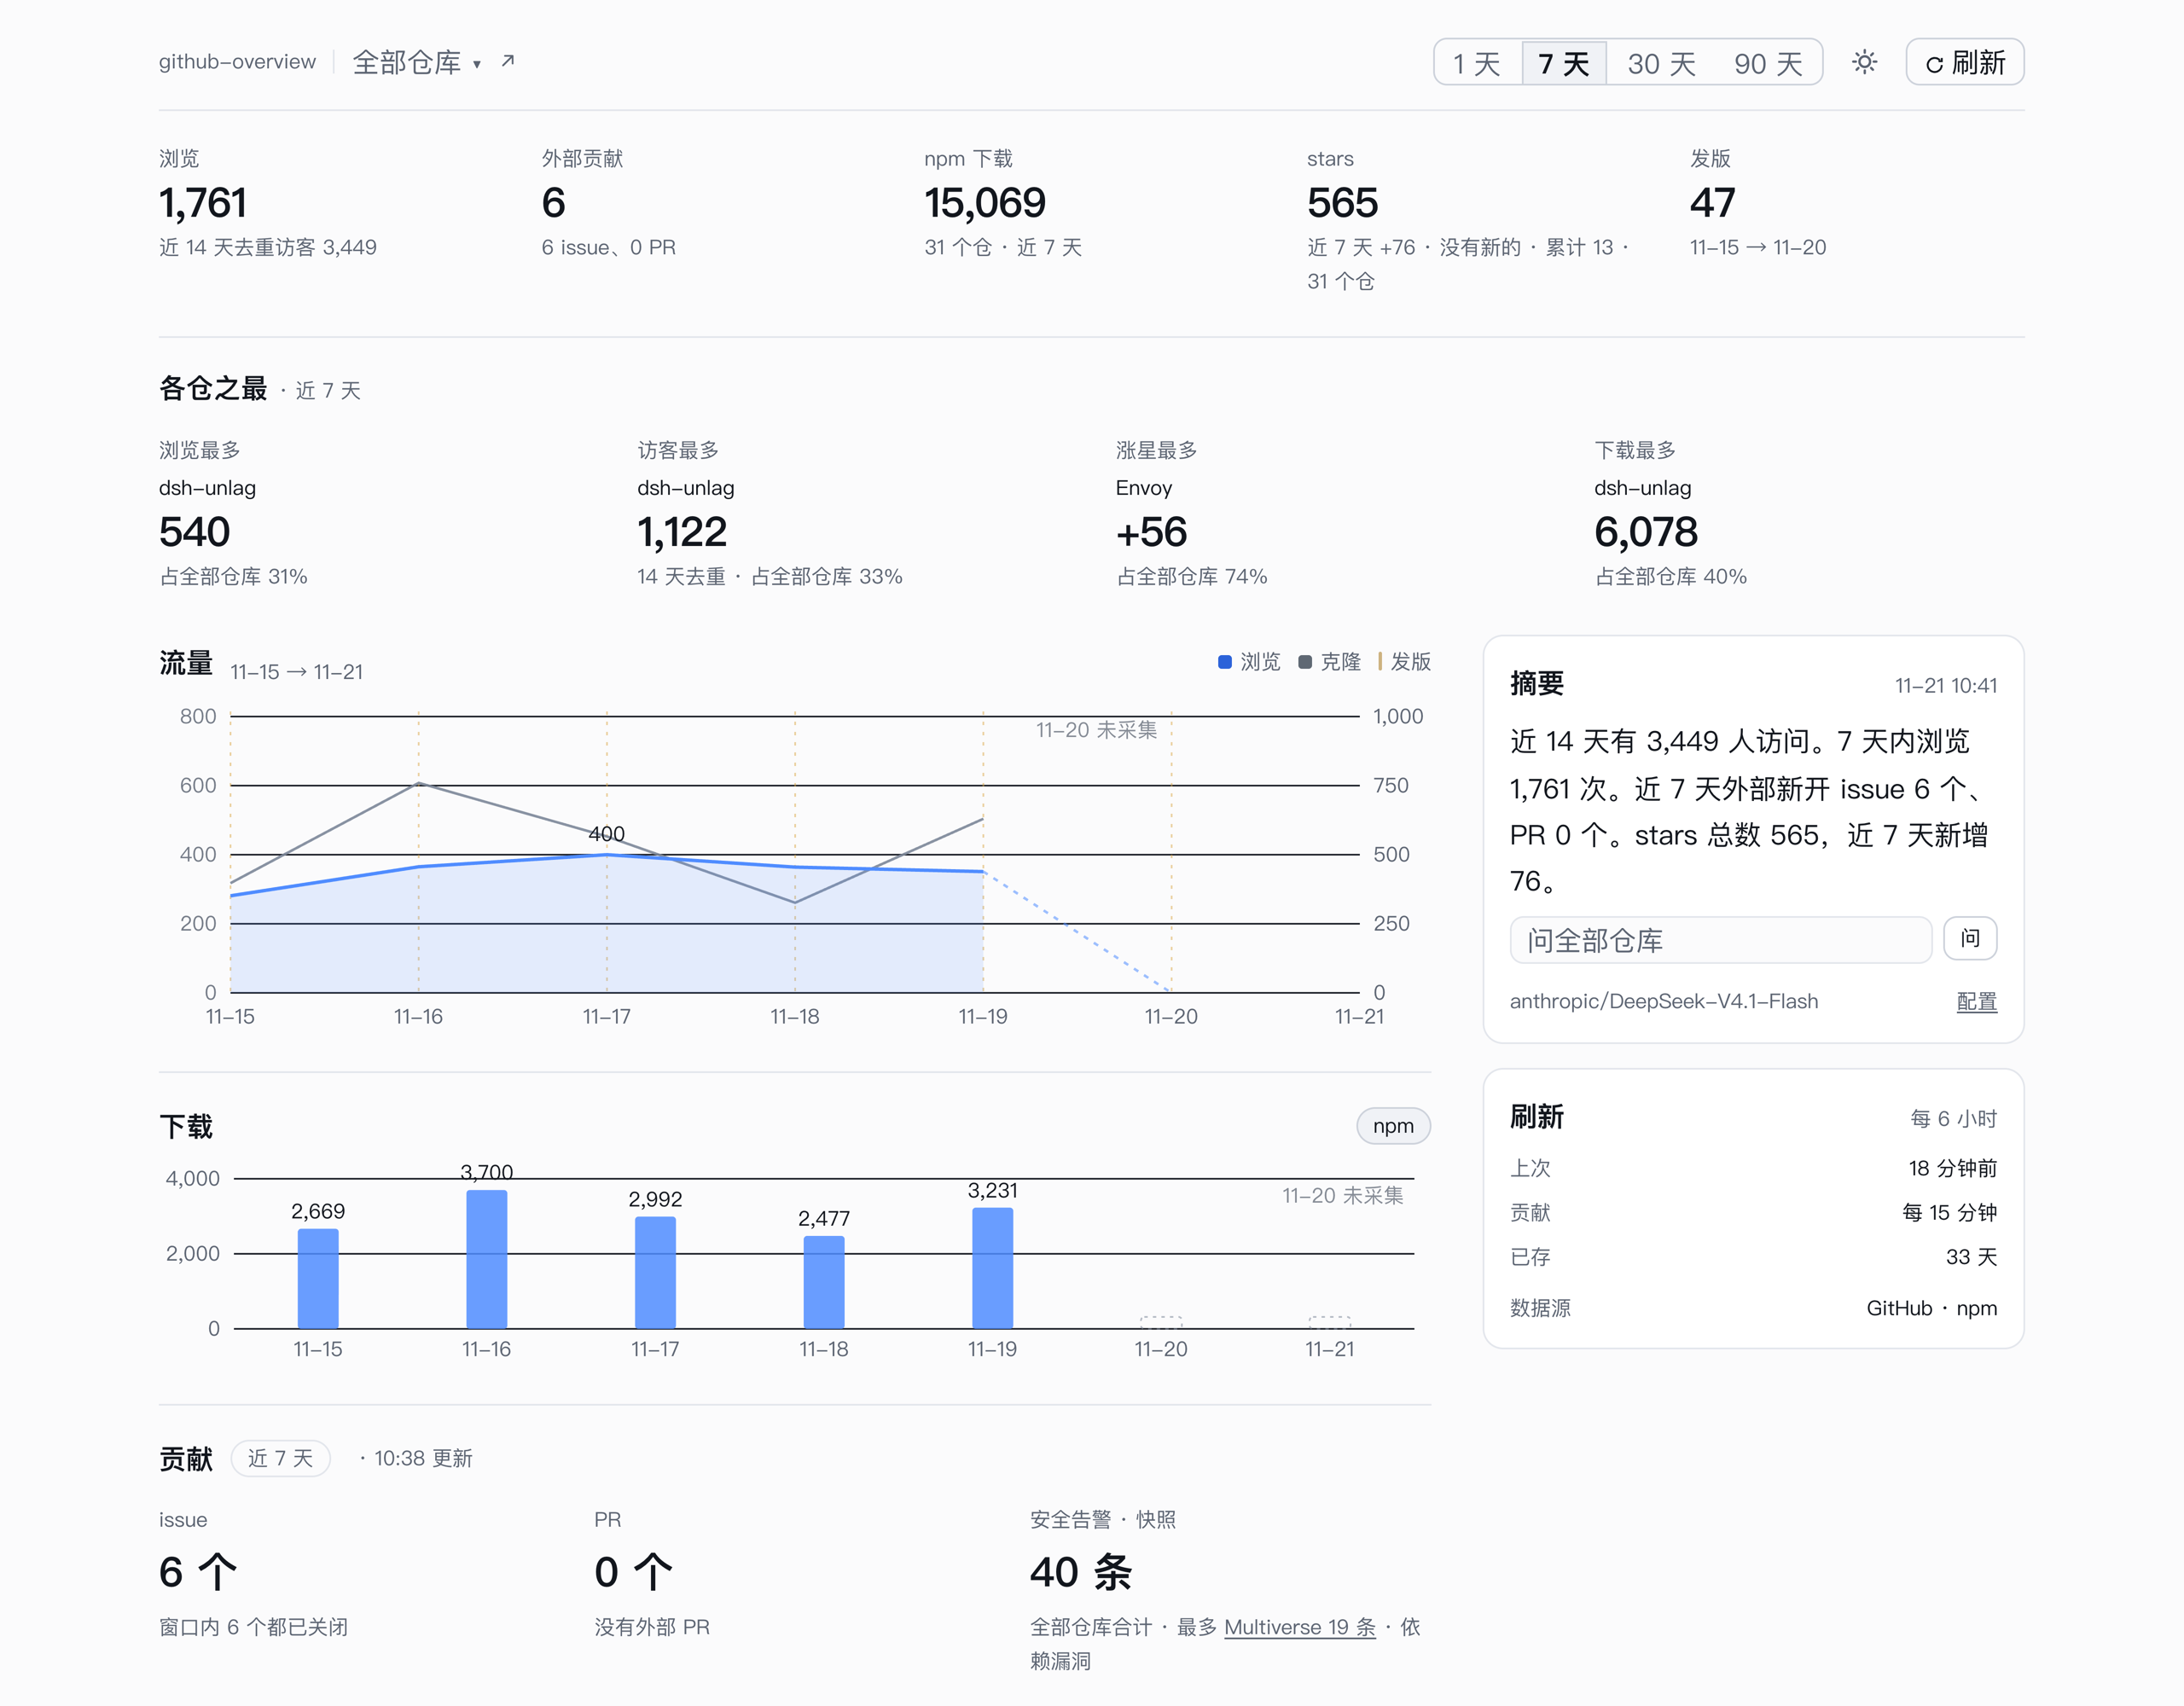 github-overview 全部仓库 ▾ ↗ 1 天 7 天 30 天 90 天 刷新
浏览
1,761
近 14 天去重访客 3,449
外部贡献
6
6 issue、0 PR
npm 下载
15,069
31 个仓 · 近 7 天
stars
565
近 7 天 +76 · 没有新的 · 累计 13 ·
31 个仓
发版
47
11-15 → 11-20
各仓之最 · 近 7 天
浏览最多
dsh-unlag
540
占全部仓库 31%
访客最多
dsh-unlag
1,122
14 天去重 · 占全部仓库 33%
涨星最多
Envoy
+56
占全部仓库 74%
下载最多
dsh-unlag
6,078
占全部仓库 40%
流量 11-15 → 11-21 浏览 克隆 发版
800 1,000
11-20 未采集
600 750
400
400 500
200 250
0 0
11-15 11-16 11-17 11-18 11-19 11-20 11-21
摘要 11-21 10:41
近 14 天有 3,449 人访问。7 天内浏览
1,761 次。近 7 天外部新开 issue 6 个、
PR 0 个。stars 总数 565，近 7 天新增
76。
问全部仓库 问
anthropic/DeepSeek-V4.1-Flash 配置
下载 npm
4,000
2,669 3,700 2,992 2,477 3,231 11-20 未采集
2,000
0
11-15 11-16 11-17 11-18 11-19 11-20 11-21
刷新 每 6 小时
上次 18 分钟前
贡献 每 15 分钟
已存 33 天
数据源 GitHub · npm
贡献 近 7 天 · 10:38 更新
issue
6 个
窗口内 6 个都已关闭
PR
0 个
没有外部 PR
安全告警 · 快照
40 条
全部仓库合计 · 最多 Multiverse 19 条 · 依
赖漏洞